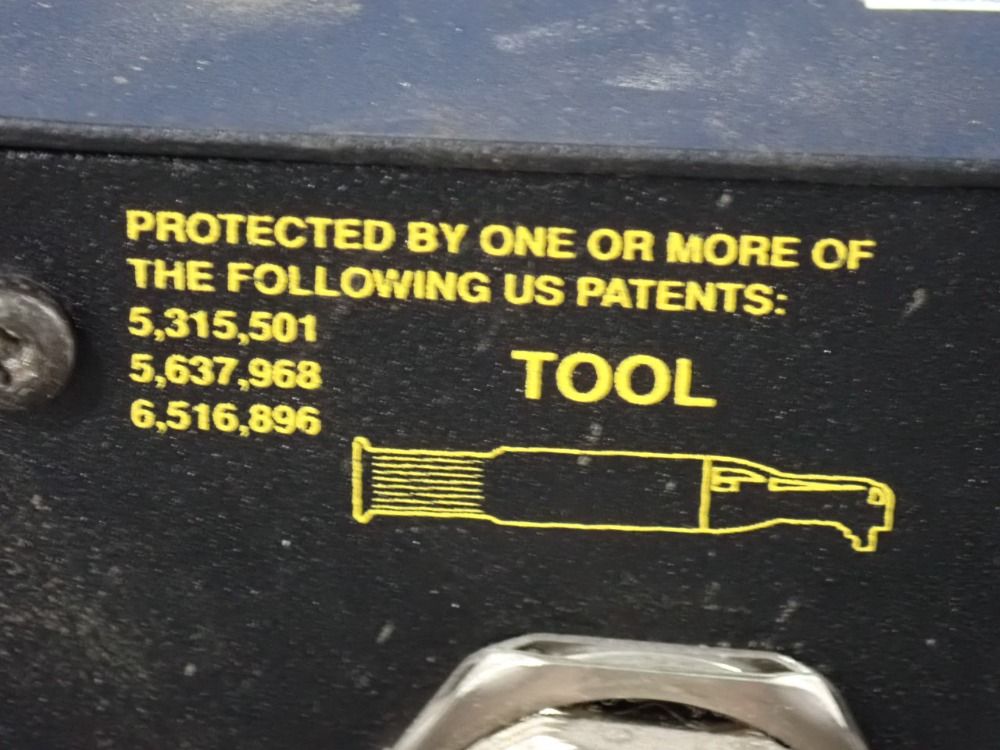 PROTECTED BY ONE OR MORE OF
THE FOLLOWING US PATENTS:
5,315,501
5,637,968
6,516,896
TOOL